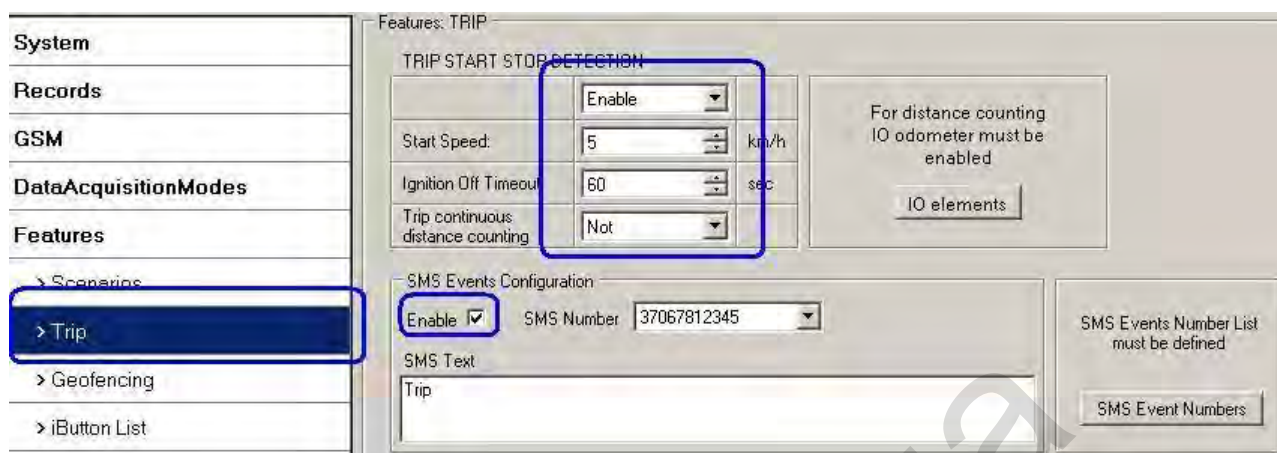 System
Records
GSM
DataAcquisitionModes
Features
> Scenarios
> Trip
> Geofencing
> iButton List
Features: TRIP
TRIP START STOP DETECTION
Enable
Start Speed: 5 km/h
Ignition Off Timeout 60 sec
Trip continuous
distance counting Not
For distance counting
IO odometer must be
enabled
IO elements
SMS Events Configuration
Enable SMS Number 37067812345
SMS Text
Trip
SMS Events Number List
must be defined
SMS Event Numbers